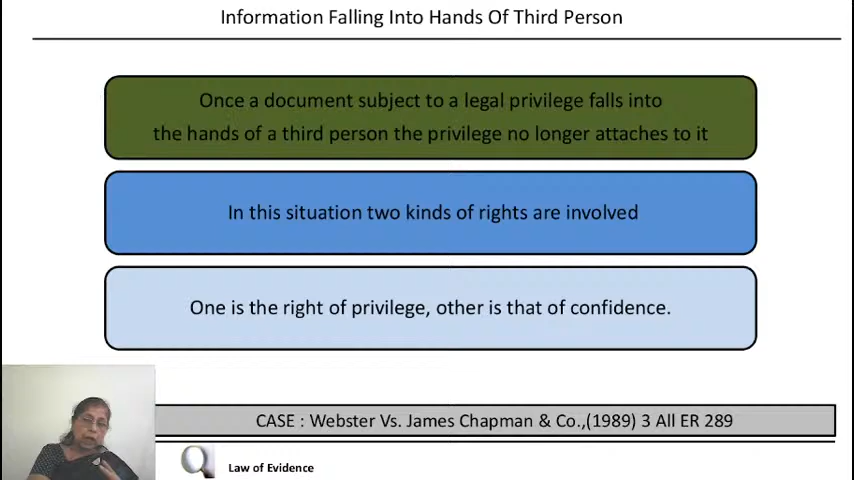 Information Falling Into Hands Of Third Person
Once a document subject to a legal privilege falls into
the hands of a third person the privilege no longer attaches to it
In this situation two kinds of rights are involved
One is the right of privilege, other is that of confidence.
CASE : Webster Vs. James Chapman & Co.,(1989) 3 All ER 289
Law of Evidence